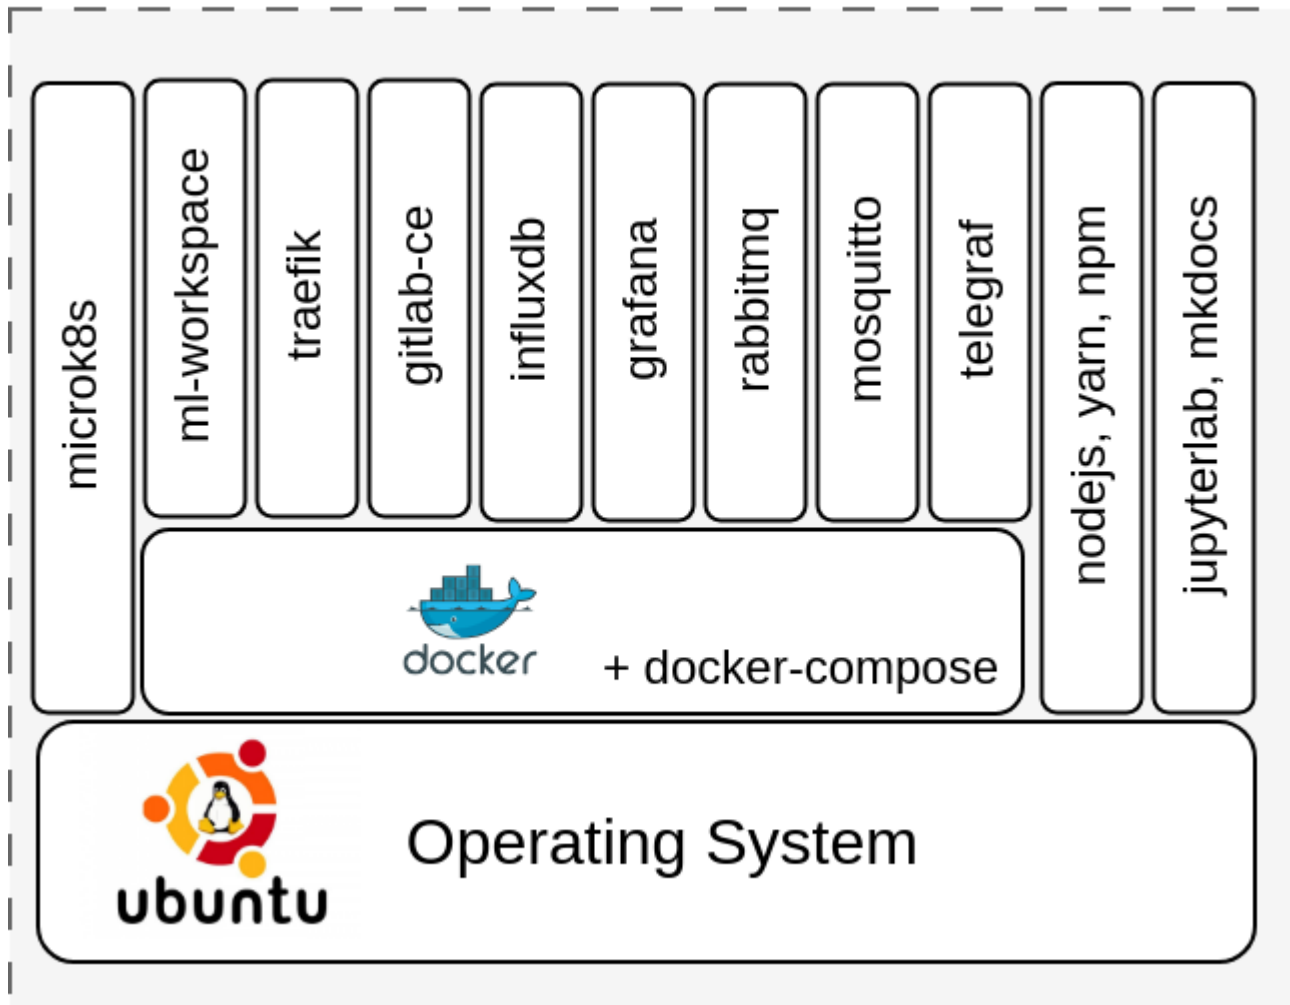 microk8s
ml-workspace
traefik
gitlab-ce
influxdb
grafana
rabbitmq
mosquitto
telegraf
nodejs, yarn, npm
jupyterlab, mkdocs
docker
+ docker-compose
ubuntu
Operating System